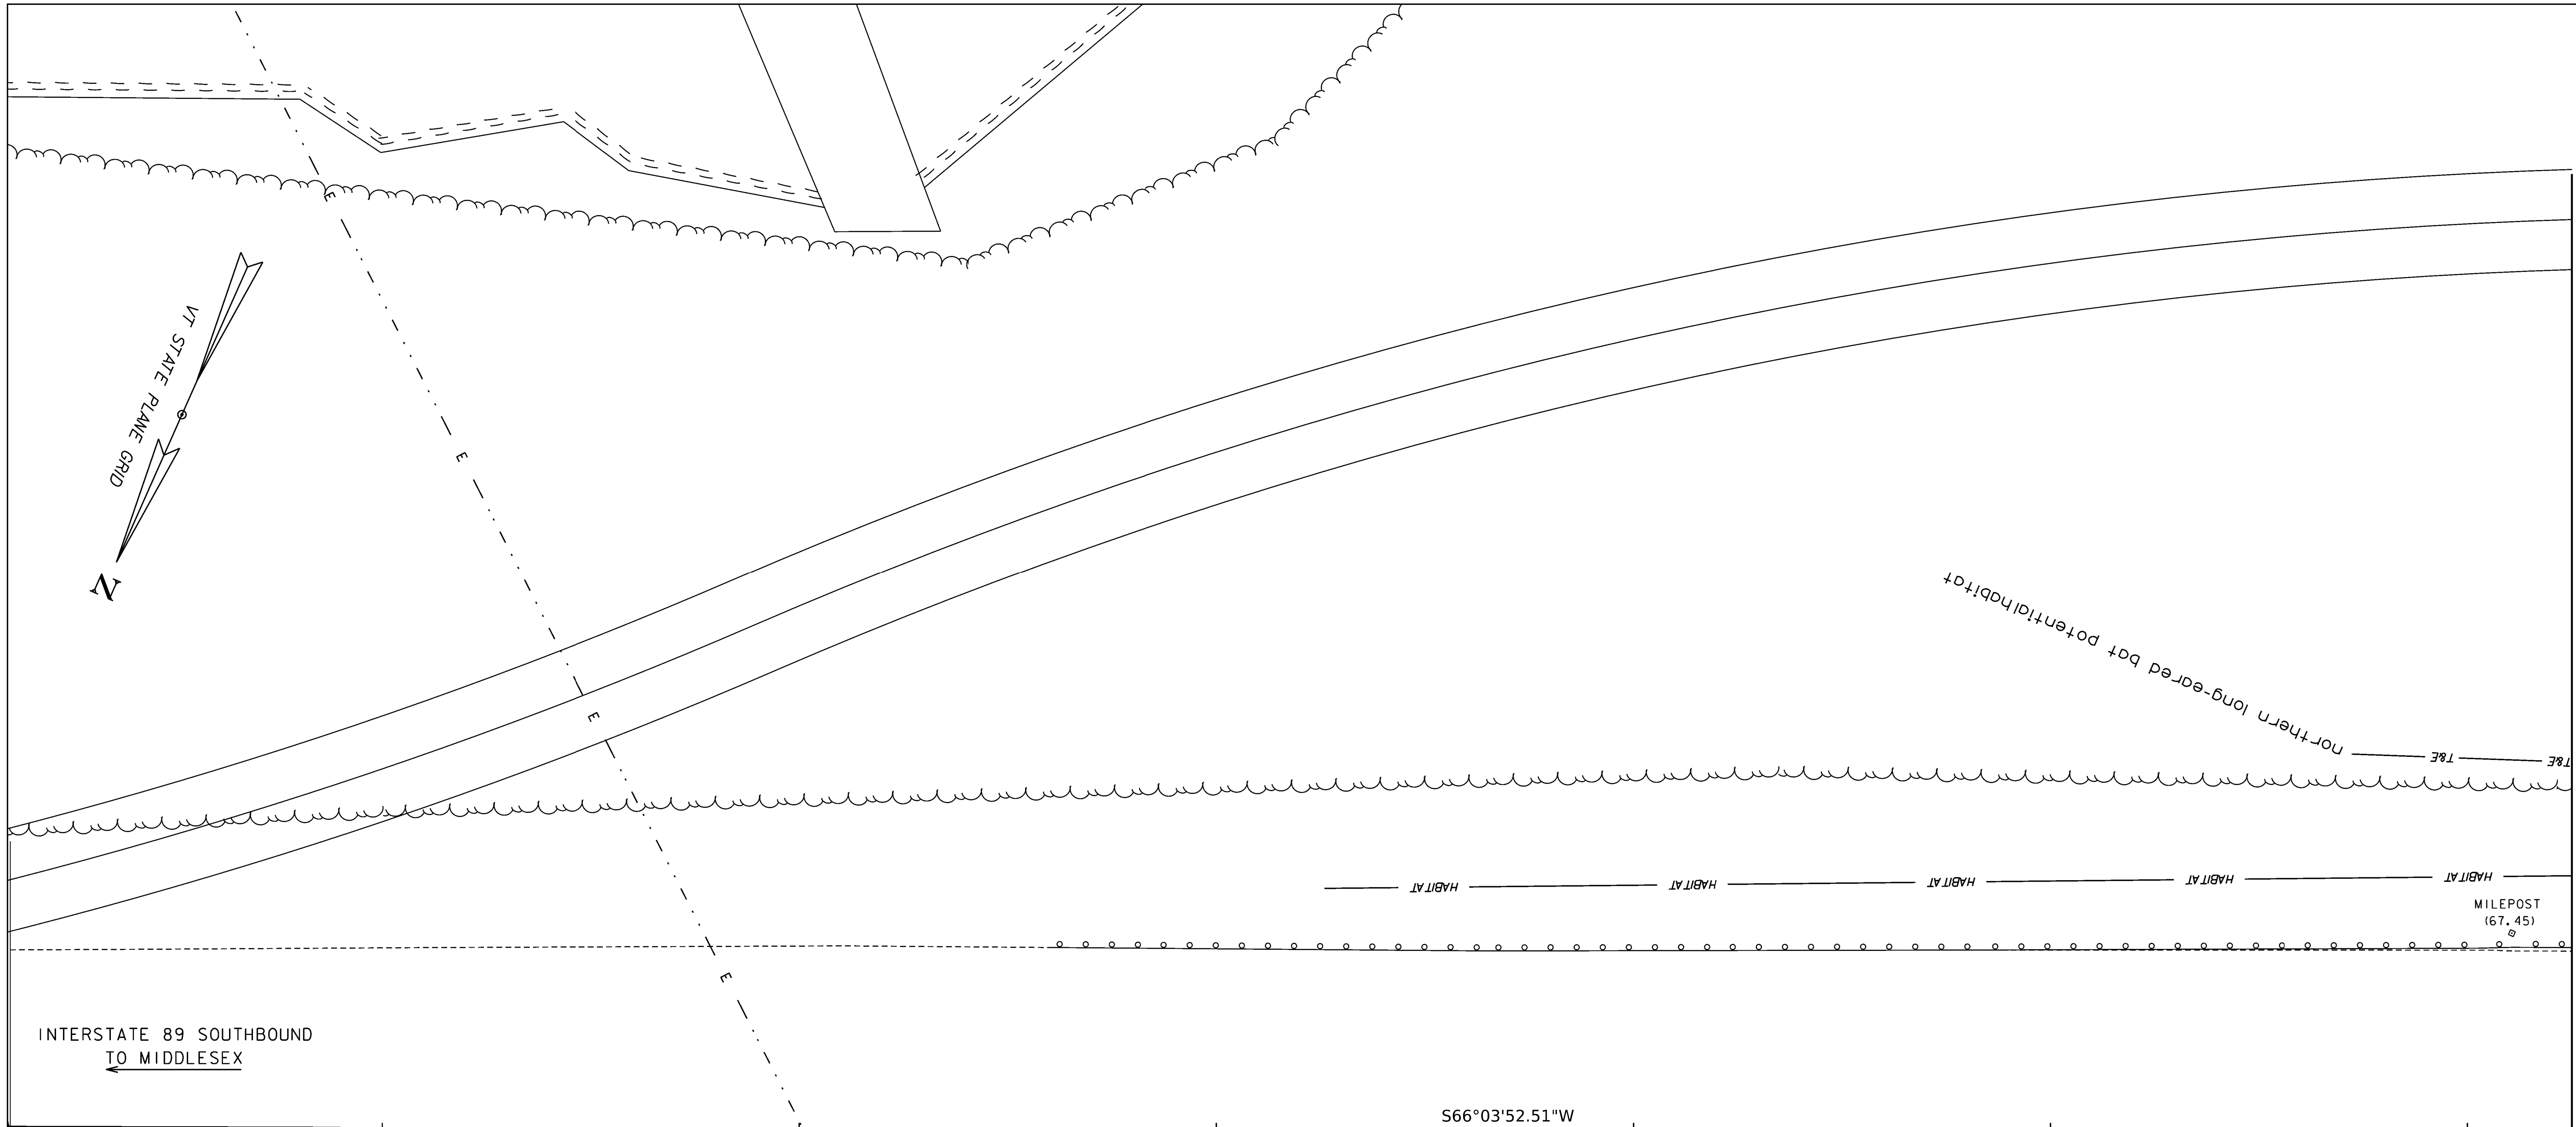 E
VT STATE PLANE GRID
N
E
northern long-eared bat potentialhabitat
E
T&E T&E
HABITAT HABITAT HABITAT HABITAT HABITAT
MILEPOST
(67.45)
E
INTERSTATE 89 SOUTHBOUND
TO MIDDLESEX
S66°03'52.51"W